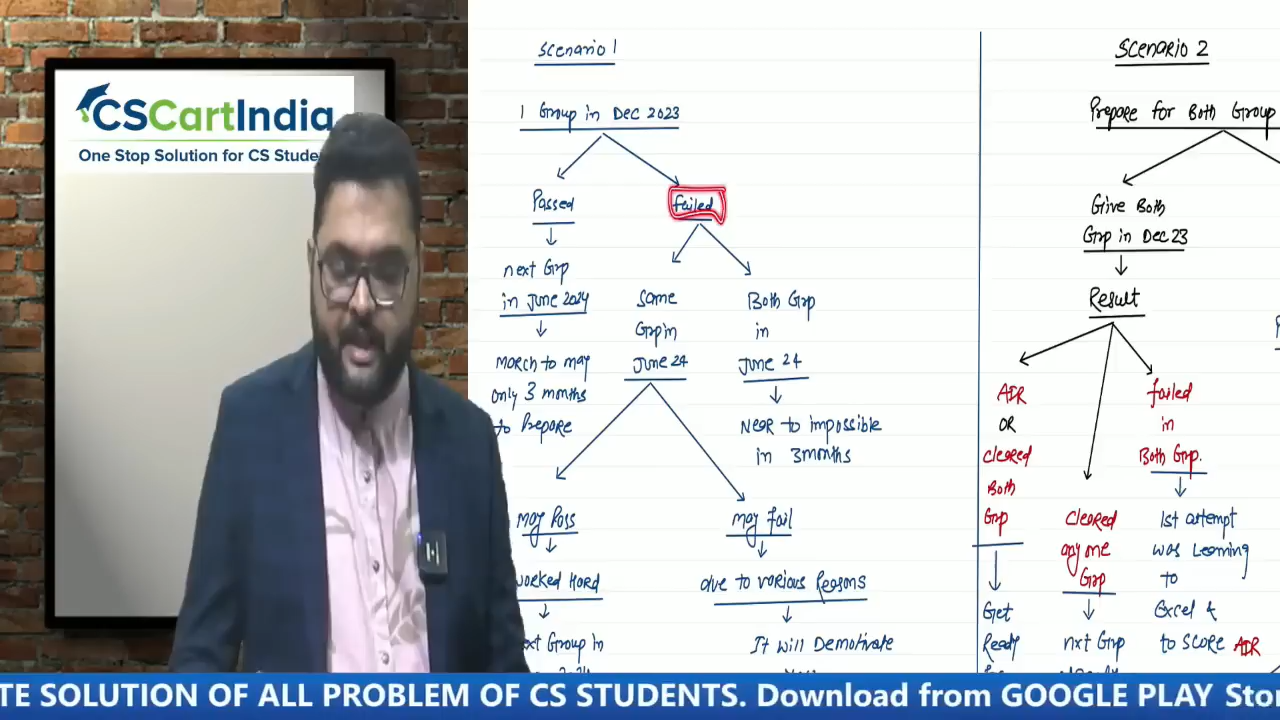 CSCartIndia
One Stop Solution for CS Stude
Scenario 1
1 Group in Dec 2023
Passed
failed
next Grp
in June 2024
March to may
only 3 months
to Prepare
Same
Grp in
June 24
Both Grp
in
June 24
Near to impossible
in 3 months
may Pass
may fail
worked Hard
due to various Reasons
ext Group in
It will Demotivate
Scenario 2
Prepare for Both Group
Give Both
Grp in Dec 23
Result
AIR
OR
cleared
Both
Grp
Get
Ready
cleared
any one
Grp
nxt Grp
failed
in
Both Grp.
1st attempt
was Learning
to
Excel &
to score AIR
TE SOLUTION OF ALL PROBLEM OF CS STUDENTS. Download from GOOGLE PLAY Stor